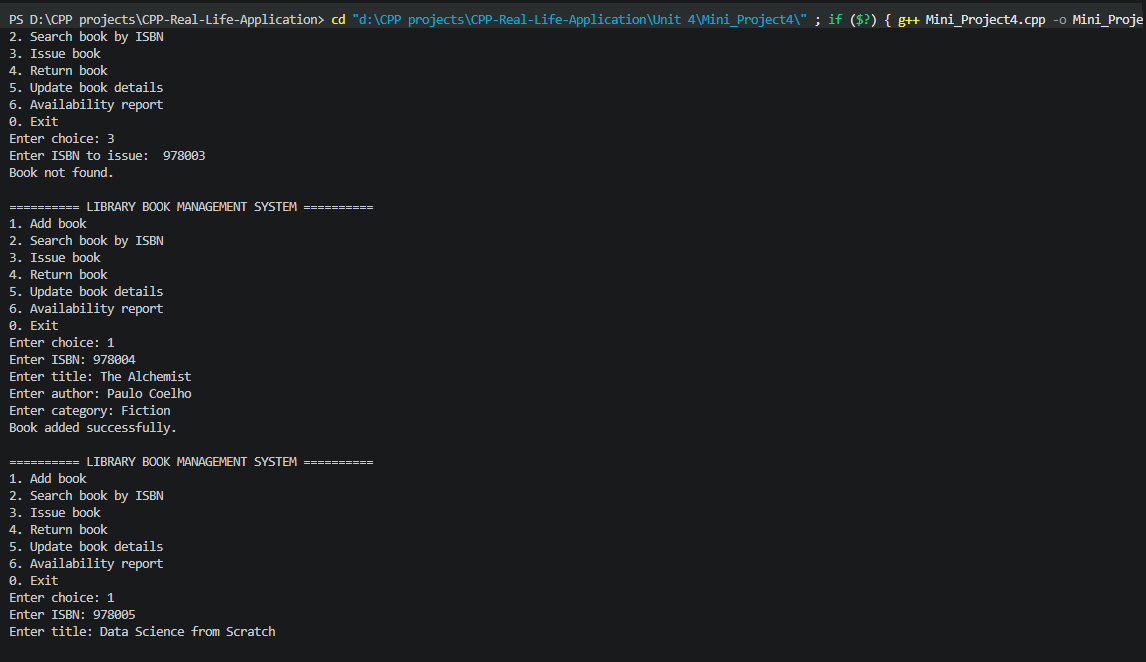 PS D:\CPP projects\CPP-Real-Life-Application> cd "d:\CPP projects\CPP-Real-Life-Application\Unit 4\Mini_Project4\" ; if ($?) { g++ Mini_Project4.cpp -o Mini_Proje
2. Search book by ISBN
3. Issue book
4. Return book
5. Update book details
6. Availability report
0. Exit
Enter choice: 3
Enter ISBN to issue:  978003
Book not found.

========== LIBRARY BOOK MANAGEMENT SYSTEM ==========
1. Add book
2. Search book by ISBN
3. Issue book
4. Return book
5. Update book details
6. Availability report
0. Exit
Enter choice: 1
Enter ISBN: 978004
Enter title: The Alchemist
Enter author: Paulo Coelho
Enter category: Fiction
Book added successfully.

========== LIBRARY BOOK MANAGEMENT SYSTEM ==========
1. Add book
2. Search book by ISBN
3. Issue book
4. Return book
5. Update book details
6. Availability report
0. Exit
Enter choice: 1
Enter ISBN: 978005
Enter title: Data Science from Scratch